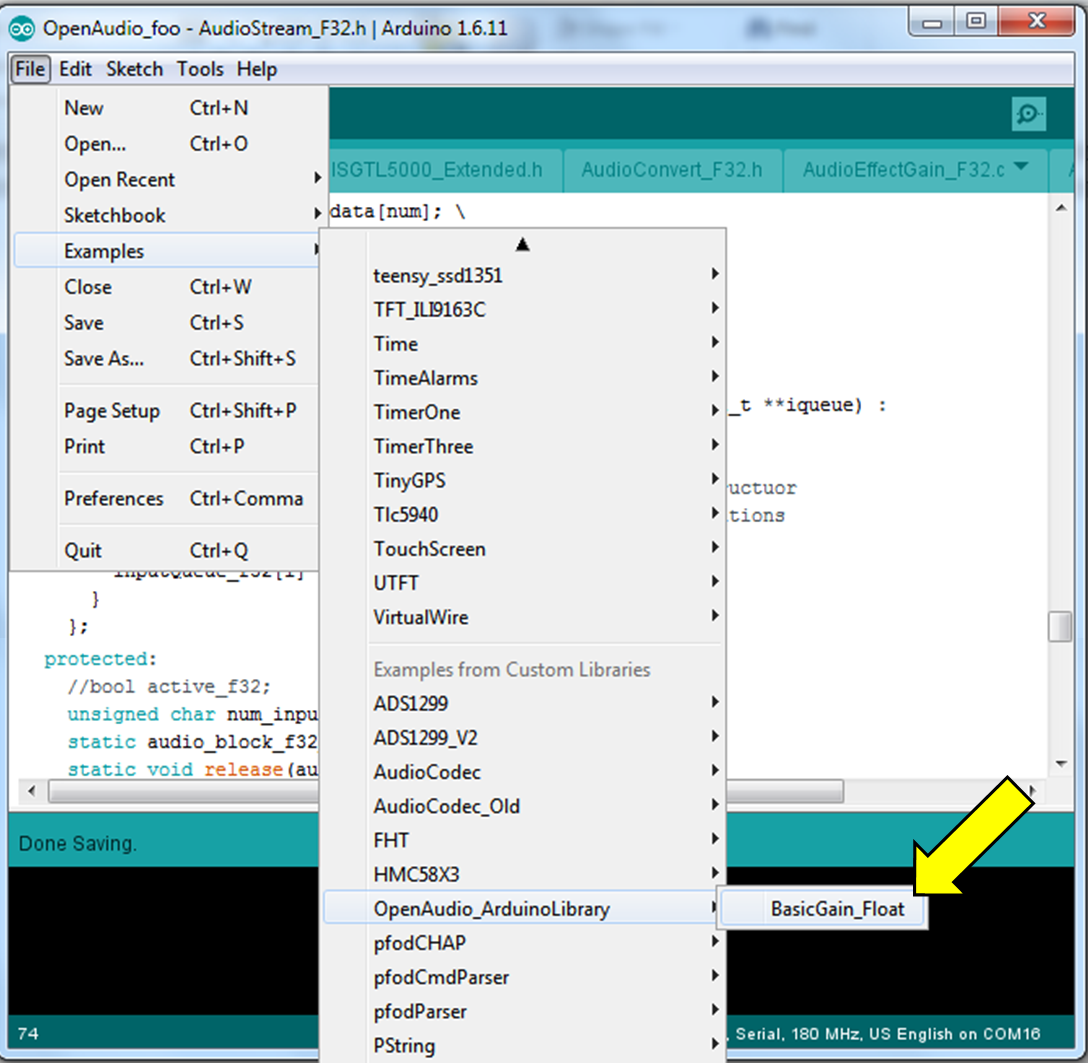 OpenAudio_foo - AudioStream_F32.h | Arduino 1.6.11
File Edit Sketch Tools Help
New Ctrl+N
Open... Ctrl+O
Open Recent
Sketchbook
Examples
Close Ctrl+W
Save Ctrl+S
Save As... Ctrl+Shift+S
Page Setup Ctrl+Shift+P
Print Ctrl+P
Preferences Ctrl+Comma
Quit Ctrl+Q
ISGTL5000_Extended.h AudioConvert_F32.h AudioEffectGain_F32.c
data[num]; \
_t **iqueue) :
uctuor
tions
inputQueue_f32[i]
}
};
protected:
//bool active_f32;
unsigned char num_inpu
static audio_block_f32
static void release(au
teensy_ssd1351
TFT_ILI9163C
Time
TimeAlarms
TimerOne
TimerThree
TinyGPS
Tlc5940
TouchScreen
UTFT
VirtualWire
Examples from Custom Libraries
ADS1299
ADS1299_V2
AudioCodec
AudioCodec_Old
FHT
HMC58X3
OpenAudio_ArduinoLibrary
pfodCHAP
pfodCmdParser
pfodParser
PString
BasicGain_Float
Done Saving.
74
, Serial, 180 MHz, US English on COM16